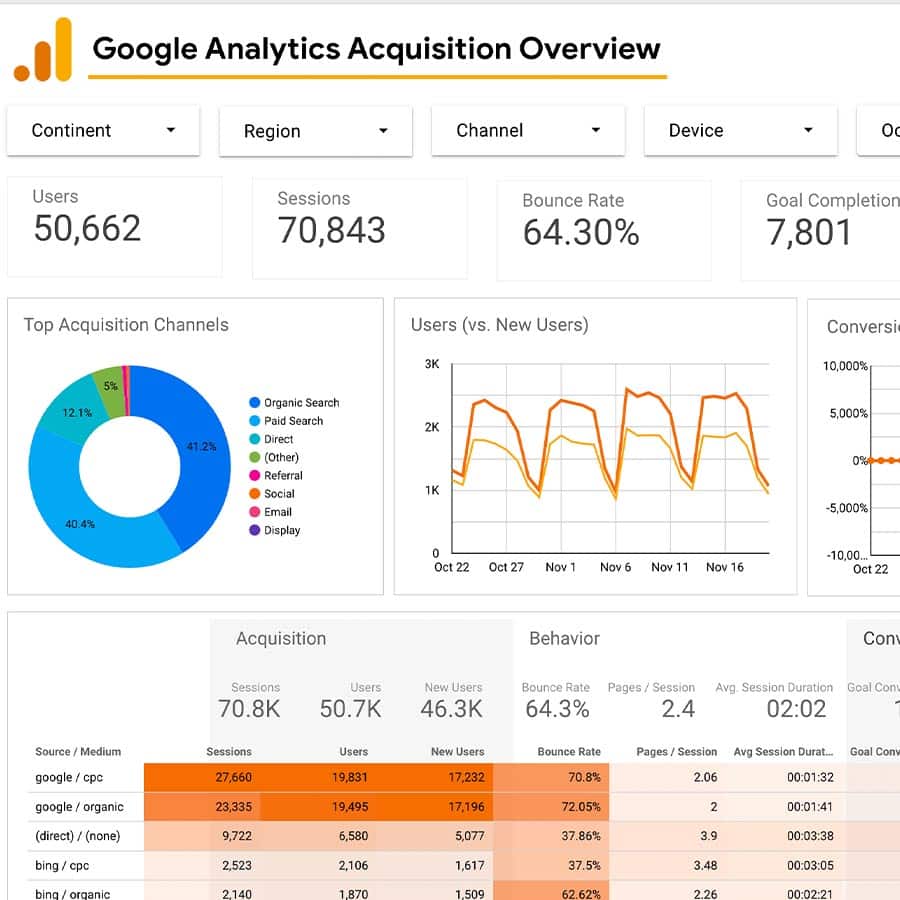 Google Analytics Acquisition Overview
Continent Region Channel Device
Users Sessions Bounce Rate Goal Completion
50,662 70,843 64.30% 7,801
Top Acquisition Channels
5%
12.1%
41.2%
40.4%
Organic Search
Paid Search
Direct
(Other)
Referral
Social
Email
Display
Users (vs. New Users)
3K
2K
1K
0
Oct 22 Oct 27 Nov 1 Nov 6 Nov 11 Nov 16
Conversi
10,000%
5,000%
0%
-5,000%
-10,00...
Oct 22
Acquisition Behavior Conv
Sessions Users New Users Bounce Rate Pages / Session Avg. Session Duration Goal Conv
70.8K 50.7K 46.3K 64.3% 2.4 02:02
Source / Medium Sessions Users New Users Bounce Rate Pages / Session Avg Session Durat... Goal Conv
google / cpc 27,660 19,831 17,232 70.8% 2.06 00:01:32
google / organic 23,335 19,495 17,196 72.05% 2 00:01:41
(direct) / (none) 9,722 6,580 5,077 37.86% 3.9 00:03:38
bing / cpc 2,523 2,106 1,617 37.5% 3.48 00:03:05
bing / organic 2,140 1,870 1,509 62.62% 2.26 00:02:21